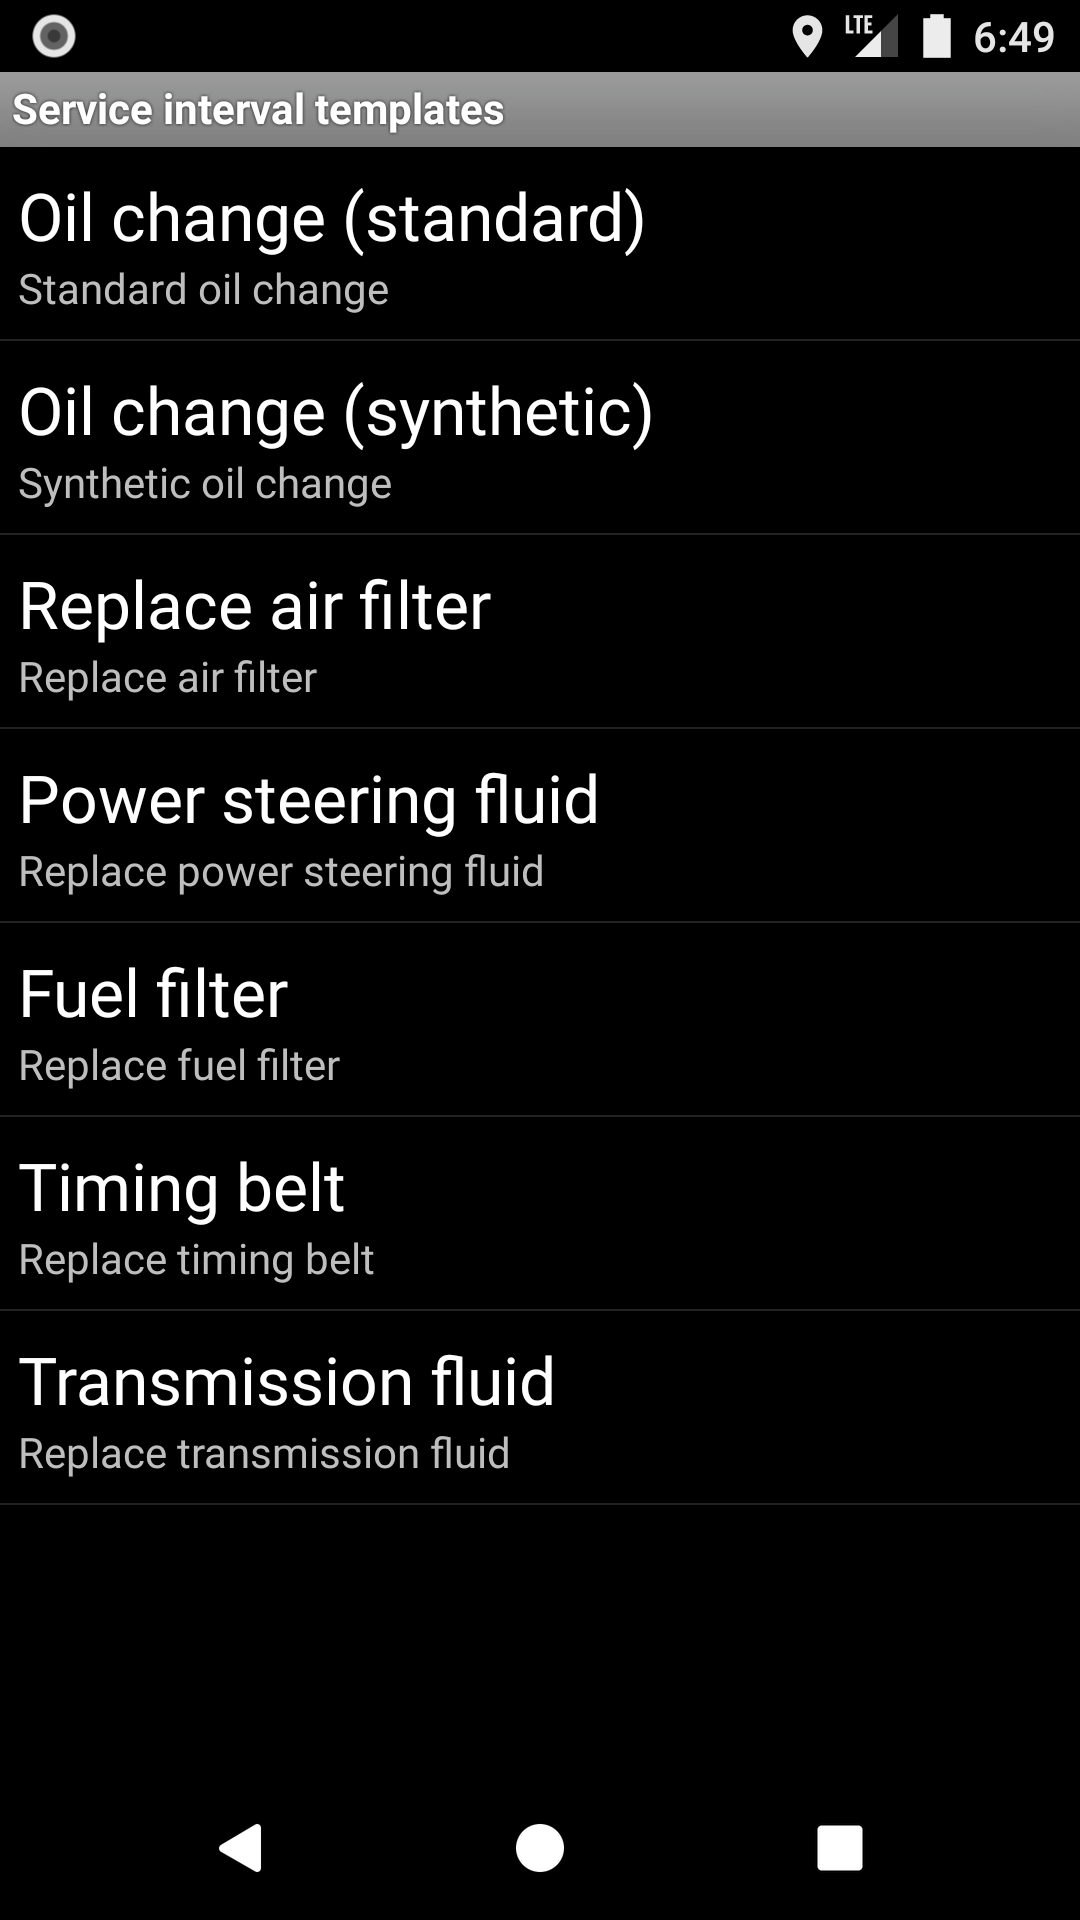 LTE 6:49
Service interval templates
Oil change (standard)
Standard oil change
Oil change (synthetic)
Synthetic oil change
Replace air filter
Replace air filter
Power steering fluid
Replace power steering fluid
Fuel filter
Replace fuel filter
Timing belt
Replace timing belt
Transmission fluid
Replace transmission fluid